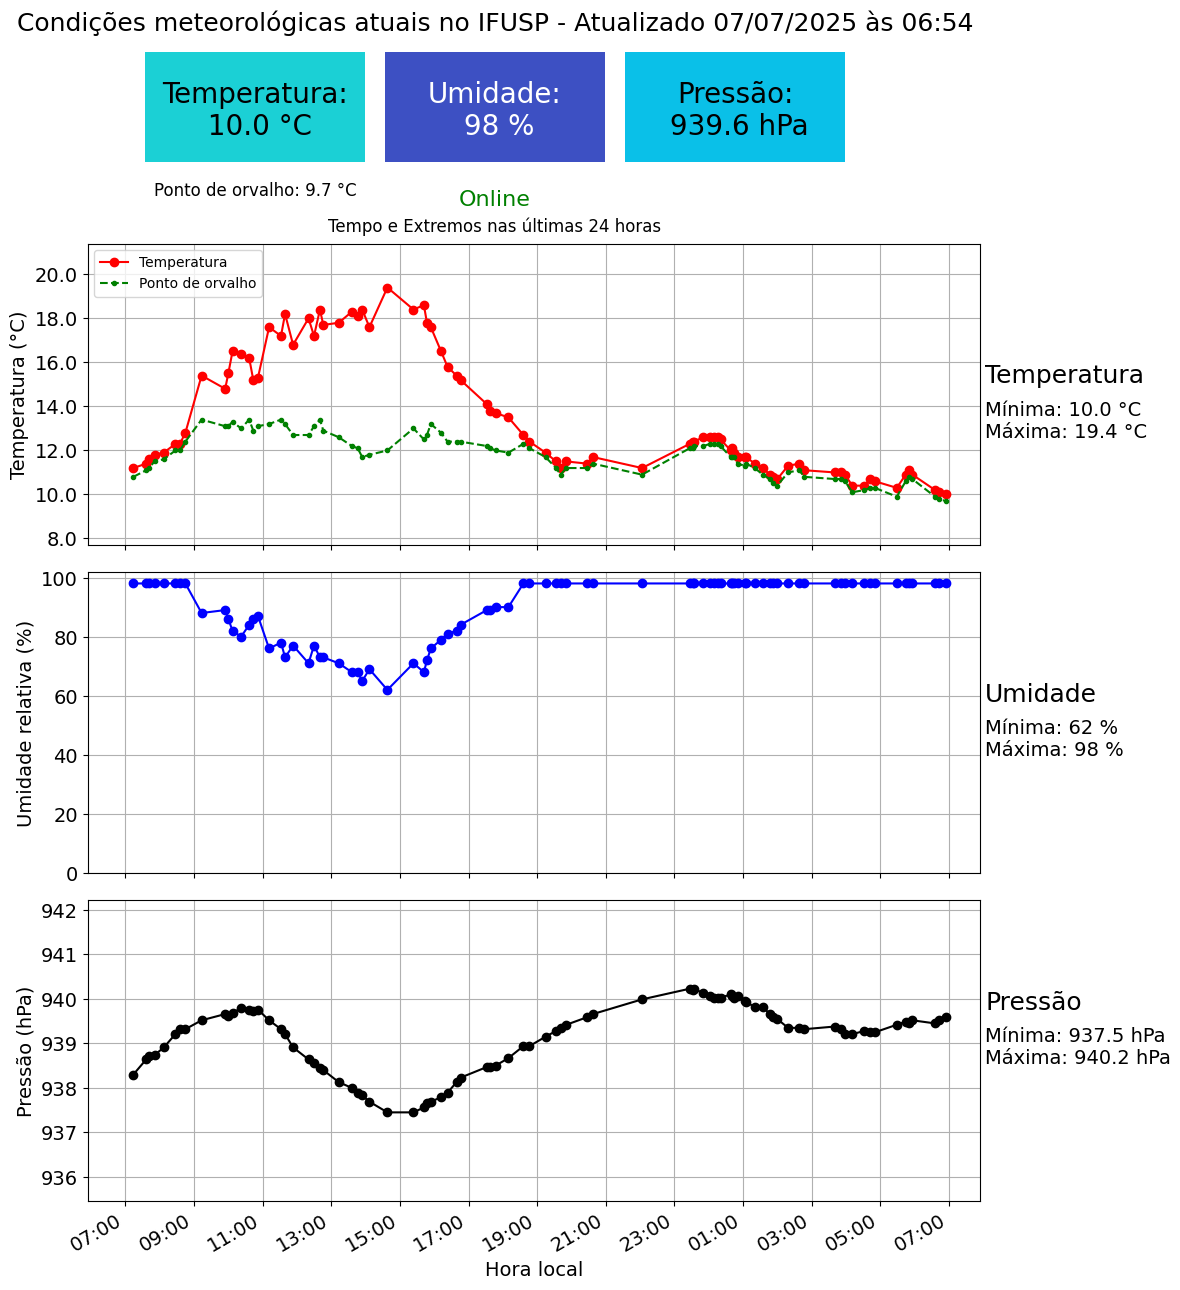 Condições meteorológicas atuais no IFUSP - Atualizado 07/07/2025 às 06:54
Temperatura:
10.0 °C
Umidade:
98 %
Pressão:
939.6 hPa
Ponto de orvalho: 9.7 °C
Online
Tempo e Extremos nas últimas 24 horas
Temperatura
Ponto de orvalho
Temperatura (°C)
20.0
18.0
16.0
14.0
12.0
10.0
8.0
Temperatura
Mínima: 10.0 °C
Máxima: 19.4 °C
Umidade relativa (%)
100
80
60
40
20
0
Umidade
Mínima: 62 %
Máxima: 98 %
Pressão (hPa)
942
941
940
939
938
937
936
Pressão
Mínima: 937.5 hPa
Máxima: 940.2 hPa
07:00 09:00 11:00 13:00 15:00 17:00 19:00 21:00 23:00 01:00 03:00 05:00 07:00
Hora local